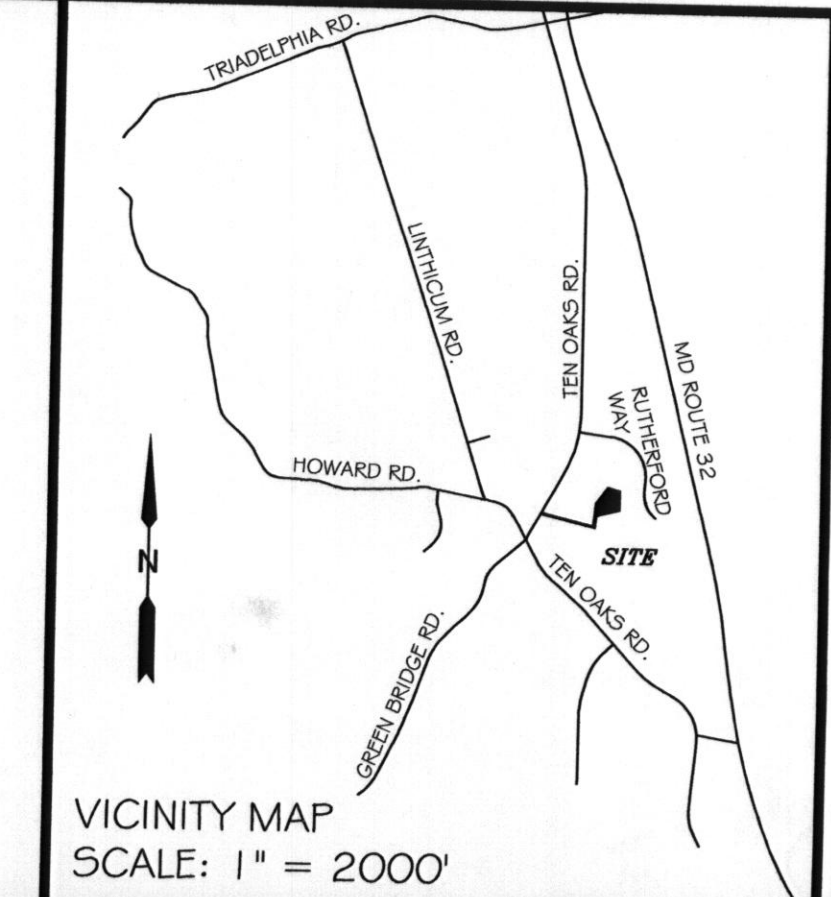 TRIADELPHIA RD.
LINTHICUM RD.
TEN OAKS RD.
MD ROUTE 32
RUTHERFORD
WAY
HOWARD RD.
N
SITE
TEN OAKS RD.
GREEN BRIDGE RD.
VICINITY MAP
SCALE: 1" = 2000'